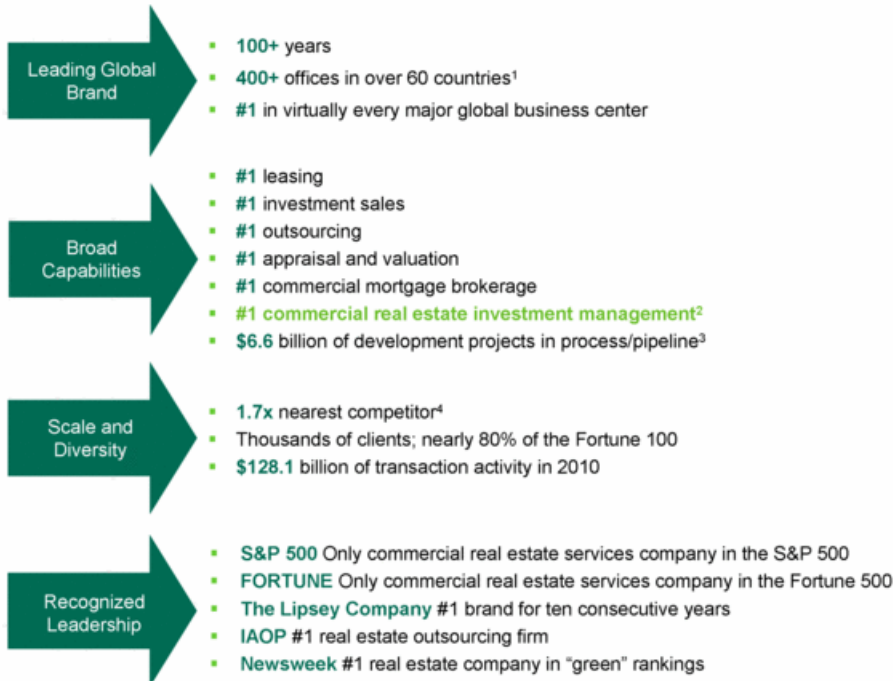 Leading Global
Brand
▪ 100+ years
▪ 400+ offices in over 60 countries¹
▪ #1 in virtually every major global business center
Broad
Capabilities
▪ #1 leasing
▪ #1 investment sales
▪ #1 outsourcing
▪ #1 appraisal and valuation
▪ #1 commercial mortgage brokerage
▪ #1 commercial real estate investment management²
▪ $6.6 billion of development projects in process/pipeline³
Scale and
Diversity
▪ 1.7x nearest competitor⁴
▪ Thousands of clients; nearly 80% of the Fortune 100
▪ $128.1 billion of transaction activity in 2010
Recognized
Leadership
▪ S&P 500 Only commercial real estate services company in the S&P 500
▪ FORTUNE Only commercial real estate services company in the Fortune 500
▪ The Lipsey Company #1 brand for ten consecutive years
▪ IAOP #1 real estate outsourcing firm
▪ Newsweek #1 real estate company in “green” rankings